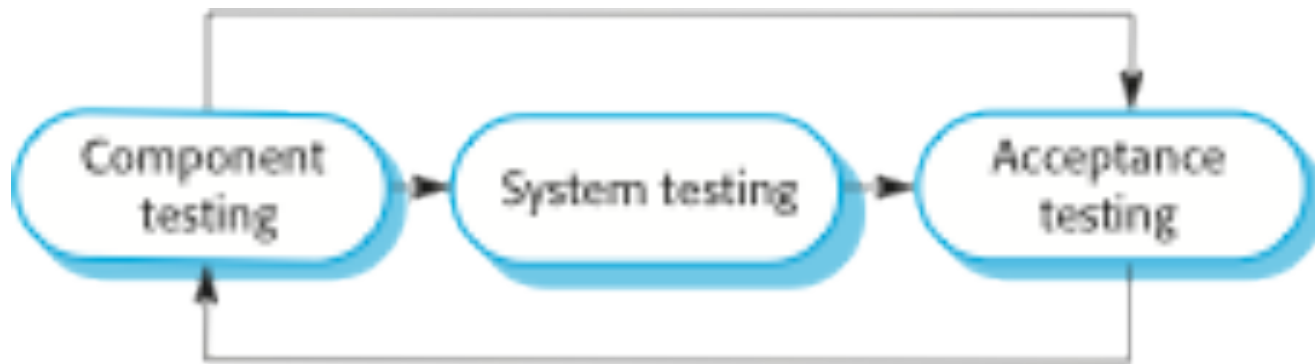 Component
testing
System testing
Acceptance
testing